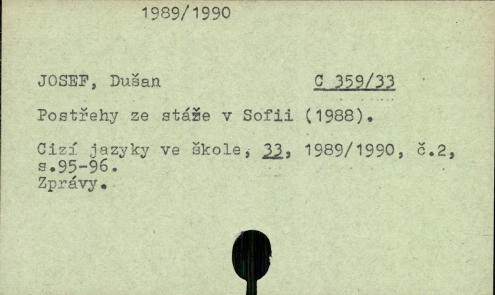 1989/1990
JOSEF, Dušan C 359/33
Postřehy ze stáže v Sofii (1988).
Cizí jazyky ve škole, 33, 1989/1990, č.2,
s.95-96.
Zprávy.